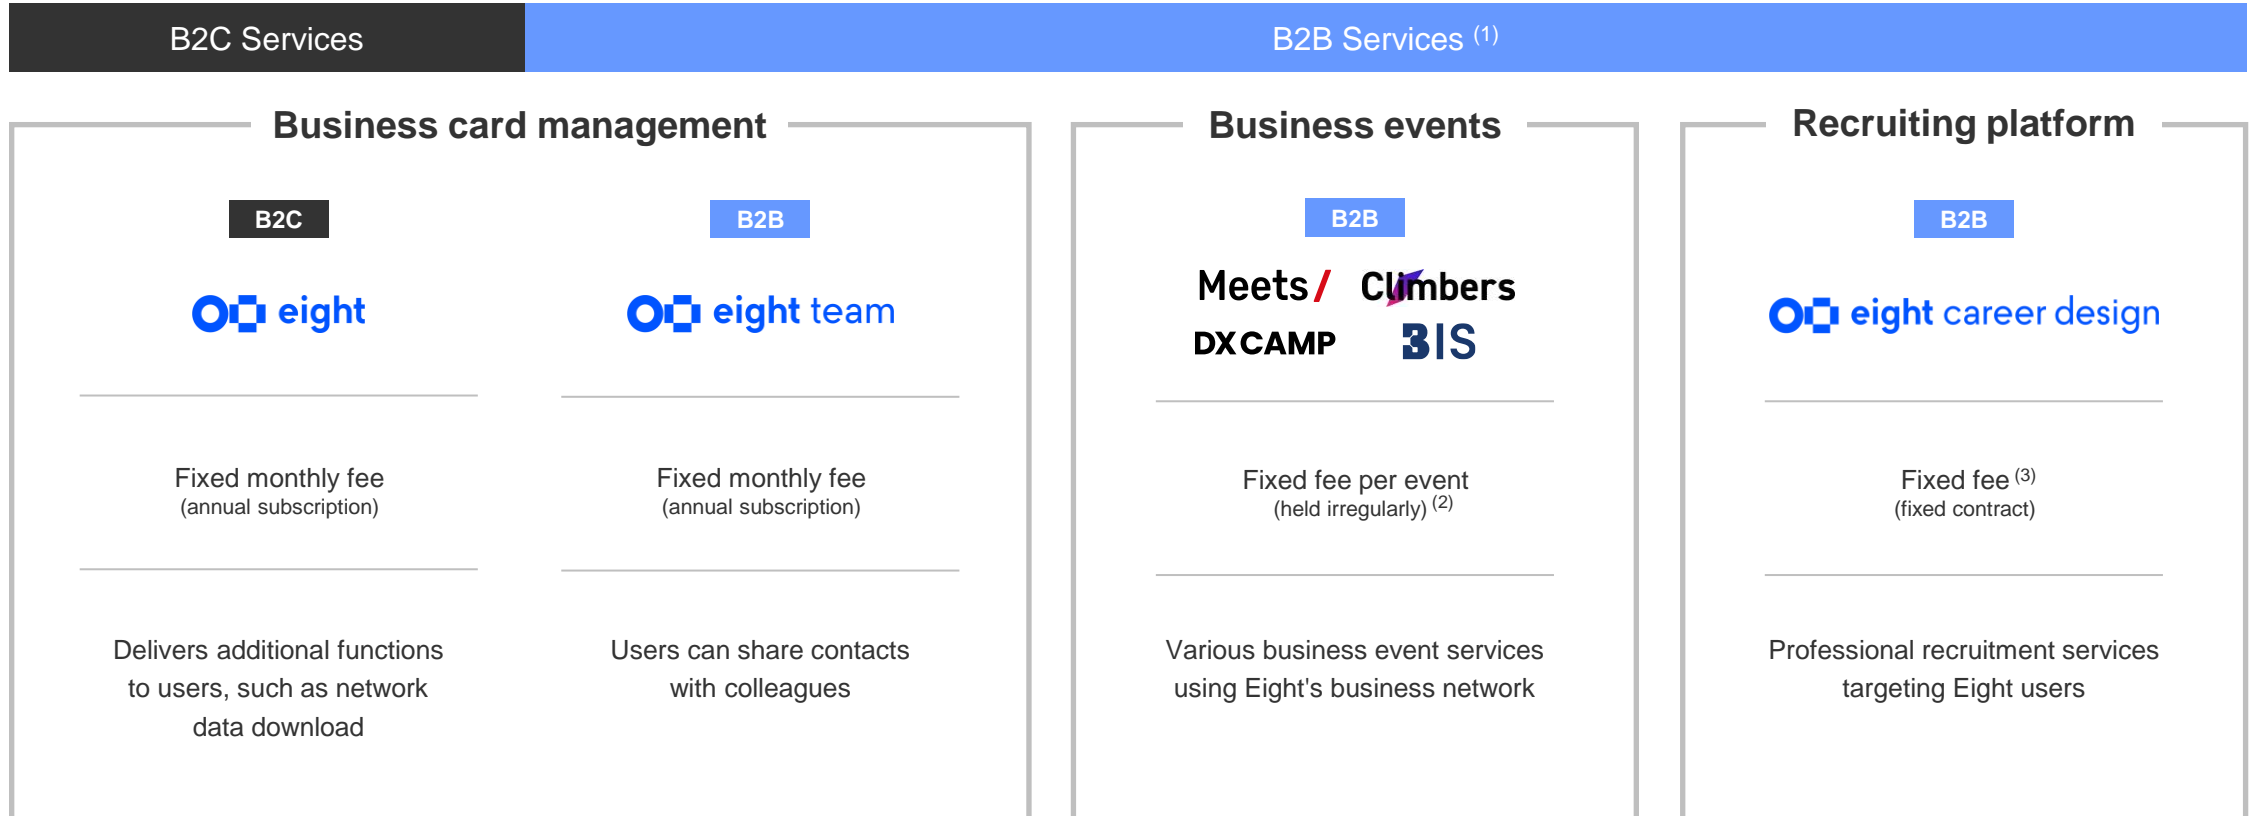 B2C Services
B2B Services (1)
Business card management
B2C
eight
Fixed monthly fee
(annual subscription)
Delivers additional functions
to users, such as network
data download
B2B
eight team
Fixed monthly fee
(annual subscription)
Users can share contacts
with colleagues
Business events
B2B
Meets/
Climbers
DX CAMP
BIS
Fixed fee per event
(held irregularly) (2)
Various business event services
using Eight's business network
Recruiting platform
B2B
eight career design
Fixed fee (3)
(fixed contract)
Professional recruitment services
targeting Eight users